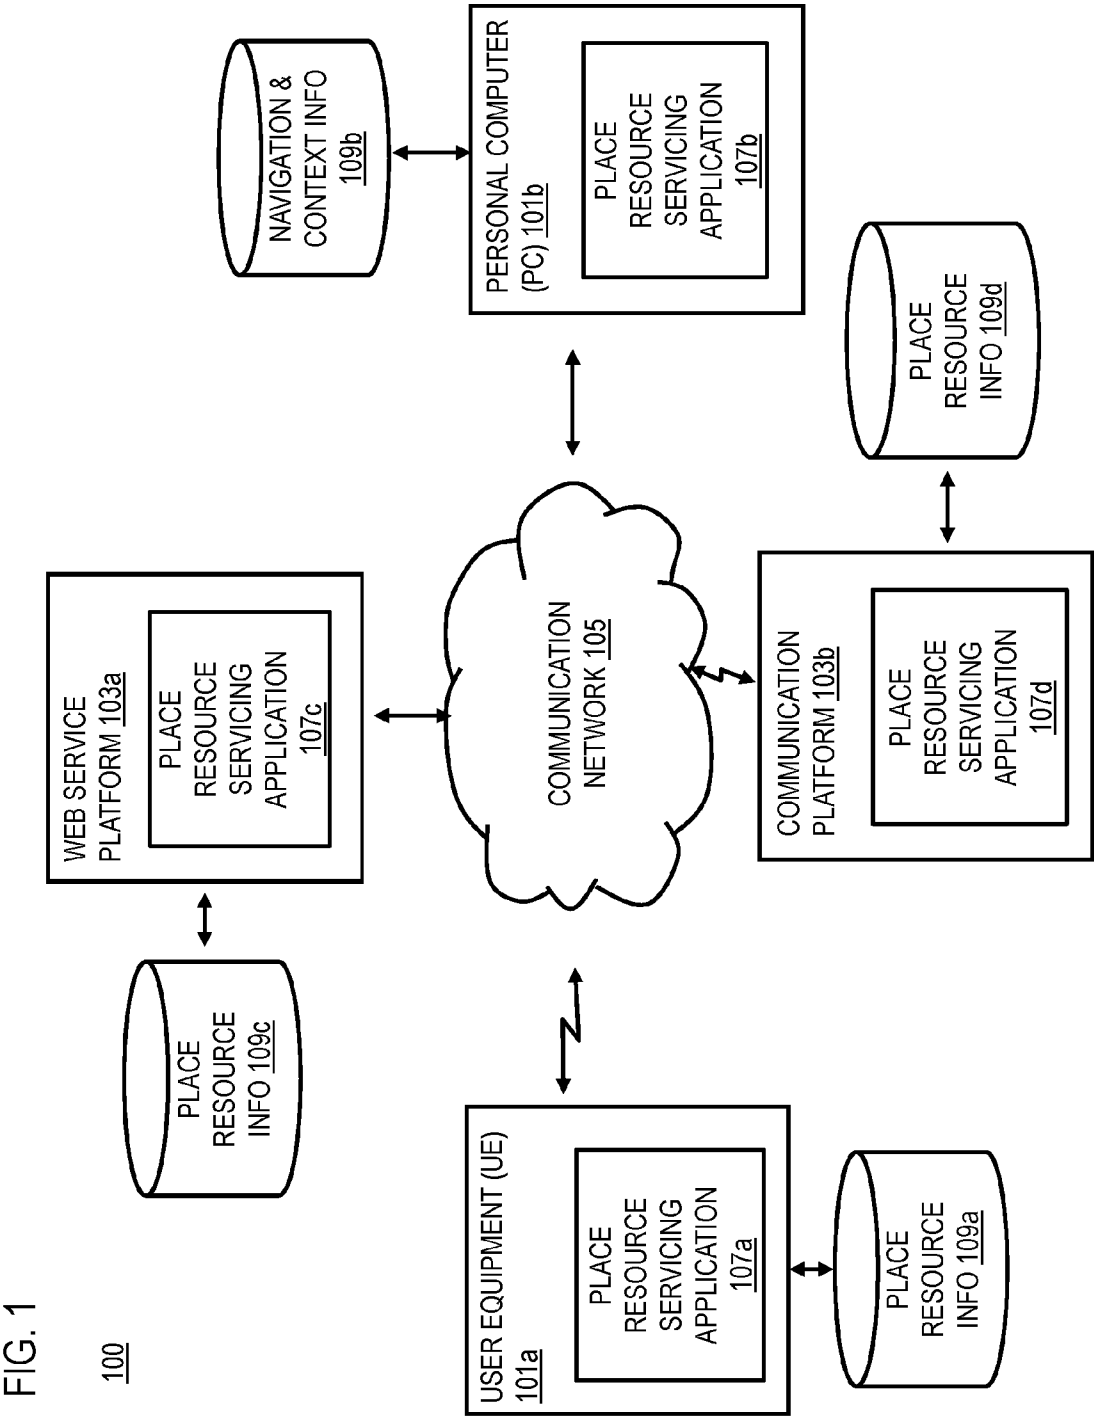 FIG. 1
100
WEB SERVICE
PLATFORM 103a
PLACE
RESOURCE
SERVICING
APPLICATION
107c
PLACE
RESOURCE
INFO 109c
NAVIGATION &
CONTEXT INFO
109b
PERSONAL COMPUTER
(PC) 101b
PLACE
RESOURCE
SERVICING
APPLICATION
107b
COMMUNICATION
NETWORK 105
USER EQUIPMENT (UE)
101a
PLACE
RESOURCE
SERVICING
APPLICATION
107a
PLACE
RESOURCE
INFO 109a
COMMUNICATION
PLATFORM 103b
PLACE
RESOURCE
SERVICING
APPLICATION
107d
PLACE
RESOURCE
INFO 109d